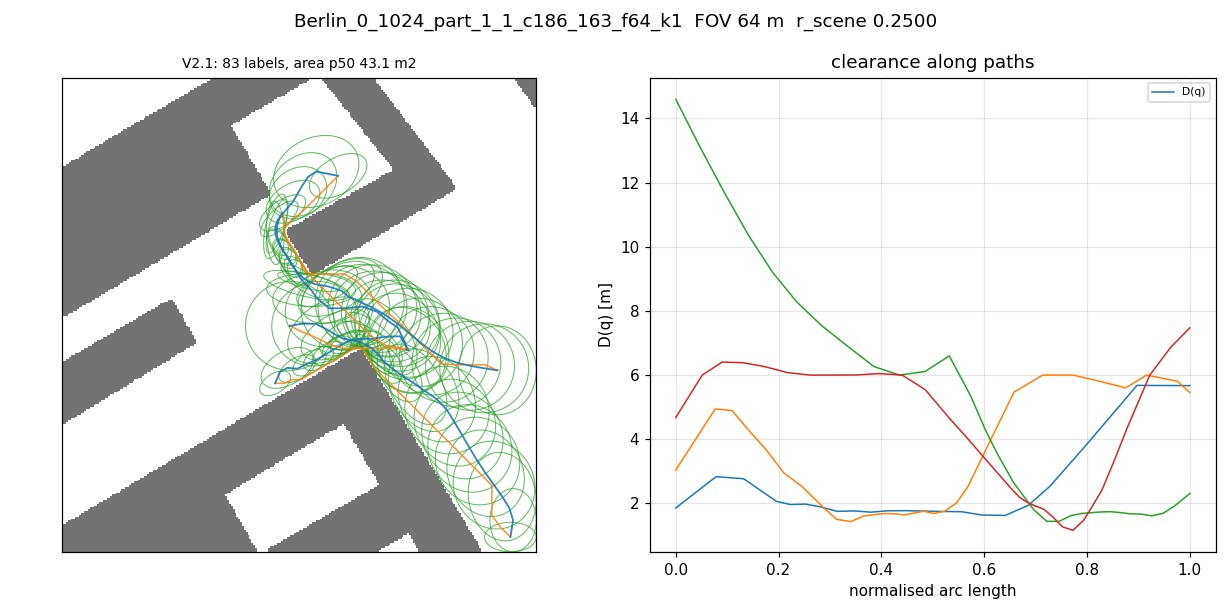 Berlin_0_1024_part_1_1_c186_163_f64_k1 FOV 64 m r_scene 0.2500
V2.1: 83 labels, area p50 43.1 m2
clearance along paths
D(q)
14
12
10
8
6
4
2
D(q) [m]
0.0 0.2 0.4 0.6 0.8 1.0
normalised arc length